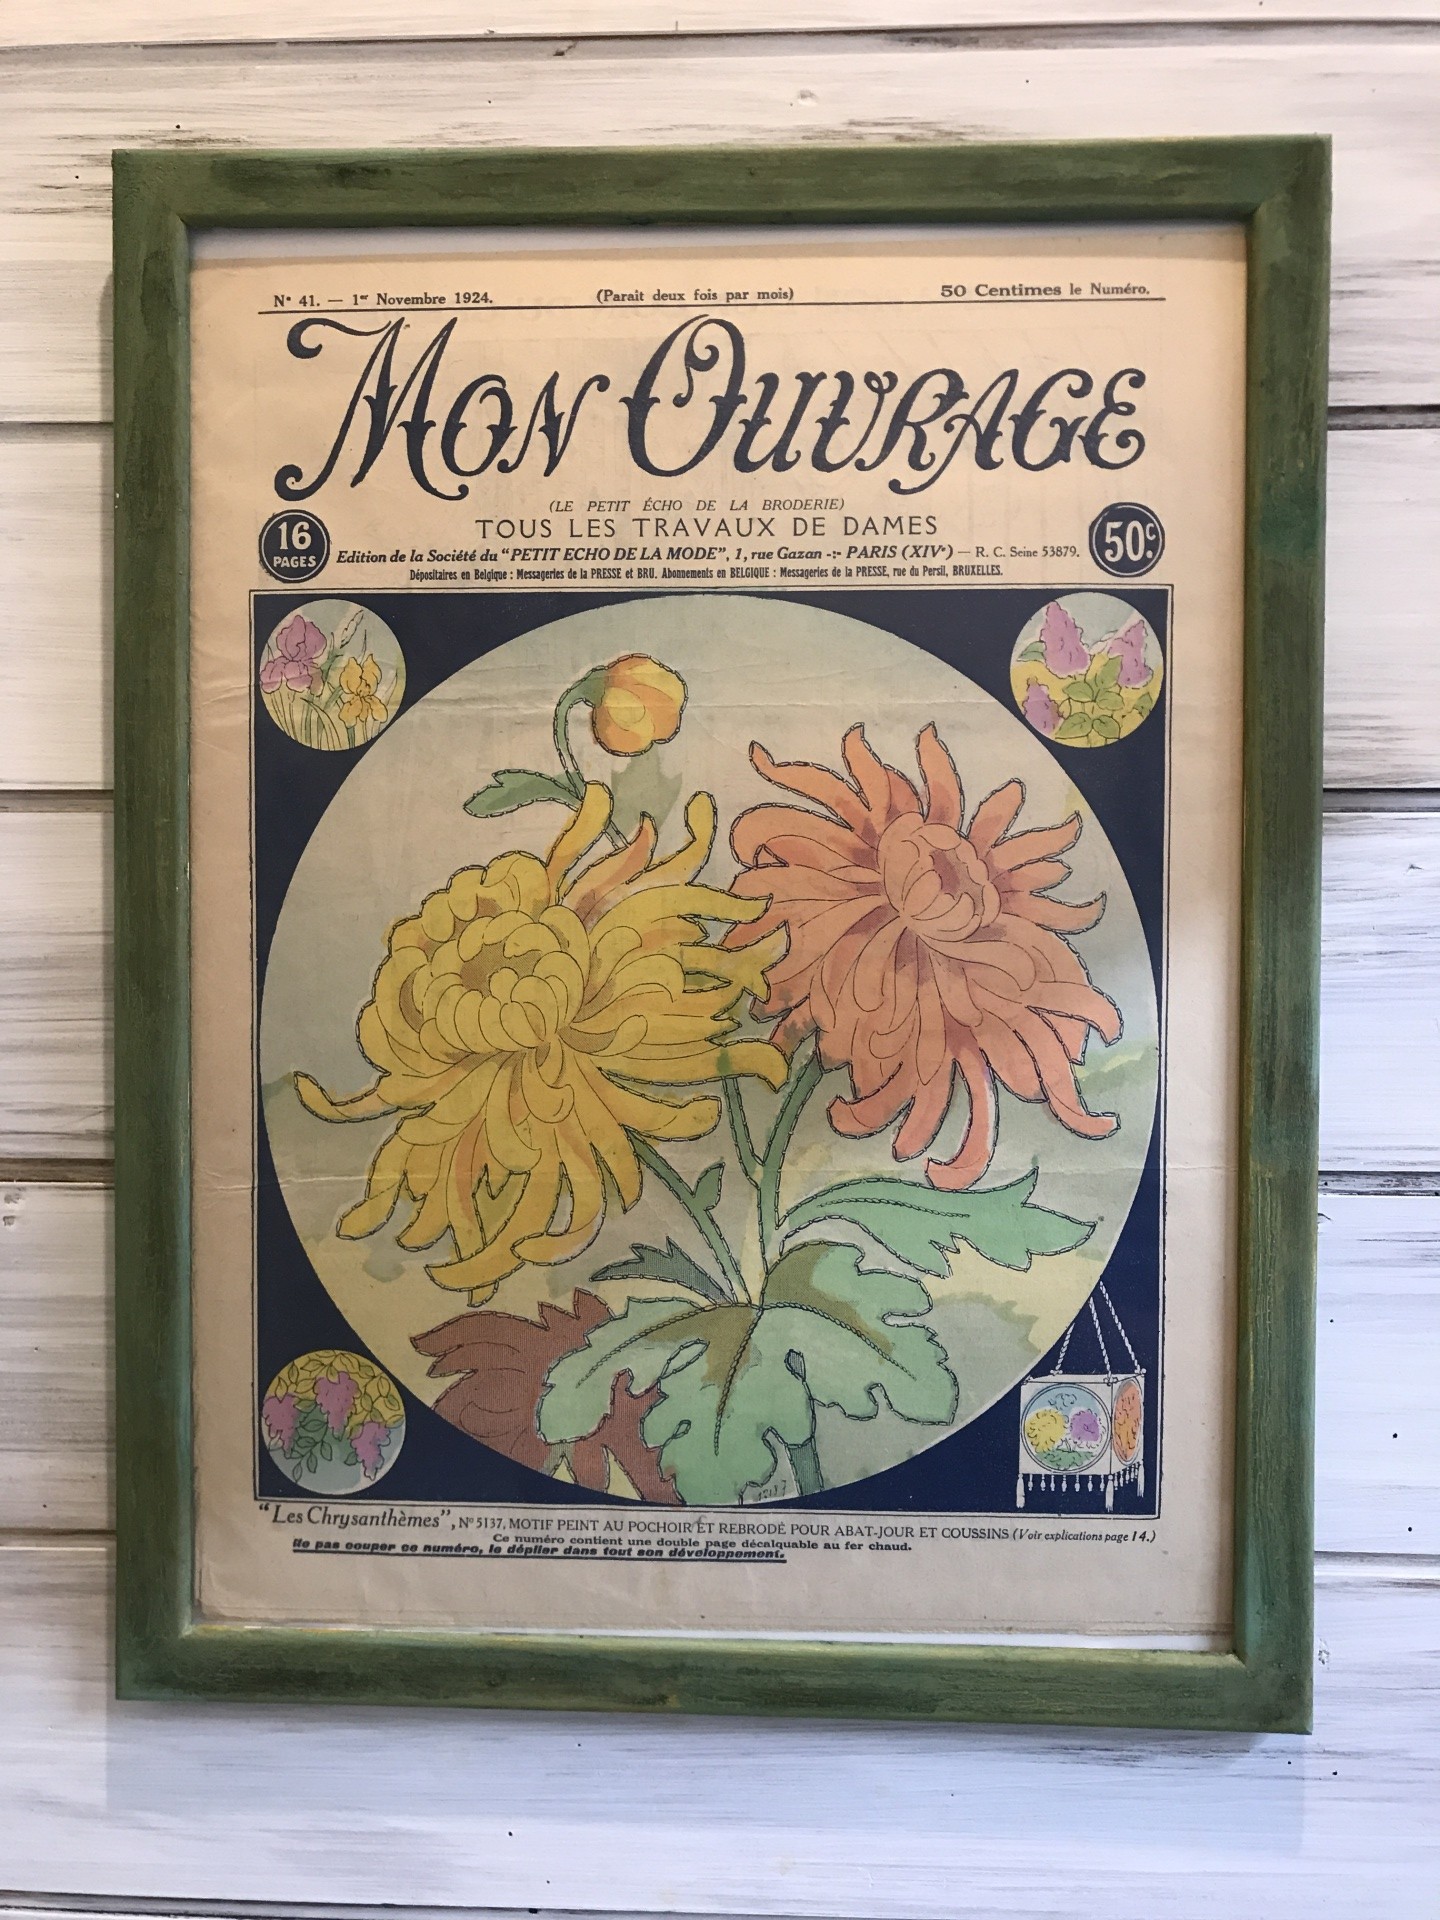 N° 41. — 1er Novembre 1924. (Paraît deux fois par mois) 50 Centimes le Numéro.
MON OUVRAGE
(LE PETIT ÉCHO DE LA BRODERIE)
TOUS LES TRAVAUX DE DAMES
16 PAGES
Edition de la Société du "PETIT ECHO DE LA MODE", 1, rue Gazan -:- PARIS (XIVe) — R. C. Seine 53879.
50c.
Dépositaires en Belgique : Messageries de la PRESSE et BRU. Abonnements en BELGIQUE : Messageries de la PRESSE, rue du Persil, BRUXELLES.
"Les Chrysanthèmes", No 5137, MOTIF PEINT AU POCHOIR ET REBRODÉ POUR ABAT-JOUR ET COUSSINS (Voir explications page 14.)
Ce numéro contient une double page décalquable au fer chaud.
Ne pas couper ce numéro, le déplier dans tout son développement.